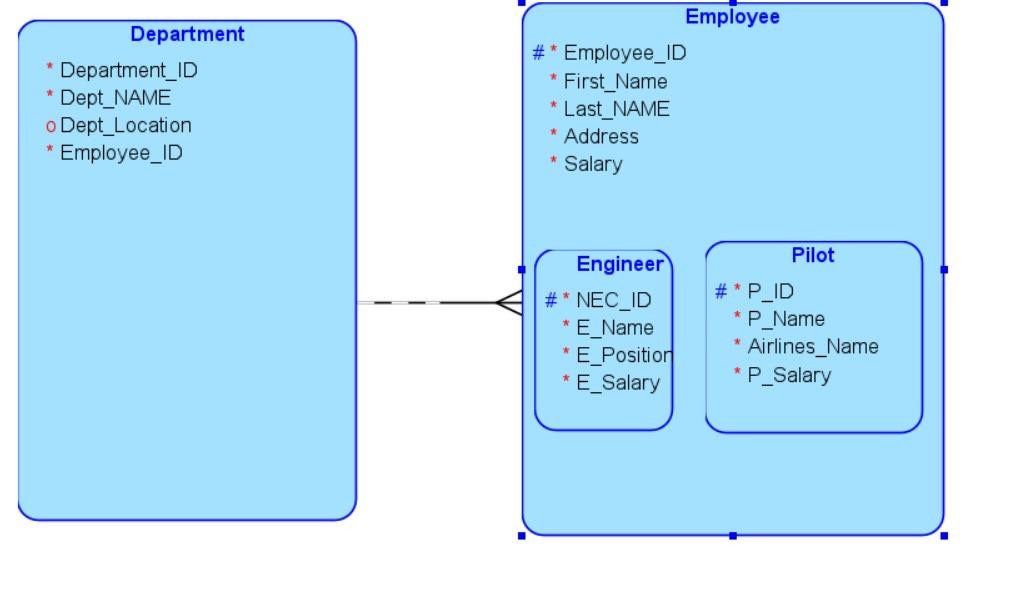 Department
* Department_ID
* Dept_NAME
o Dept_Location
* Employee_ID
Employee
# * Employee_ID
* First_Name
* Last_NAME
* Address
* Salary
Engineer
# * NEC_ID
* E_Name
* E_Position
* E_Salary
Pilot
# * P_ID
* P_Name
* Airlines_Name
* P_Salary